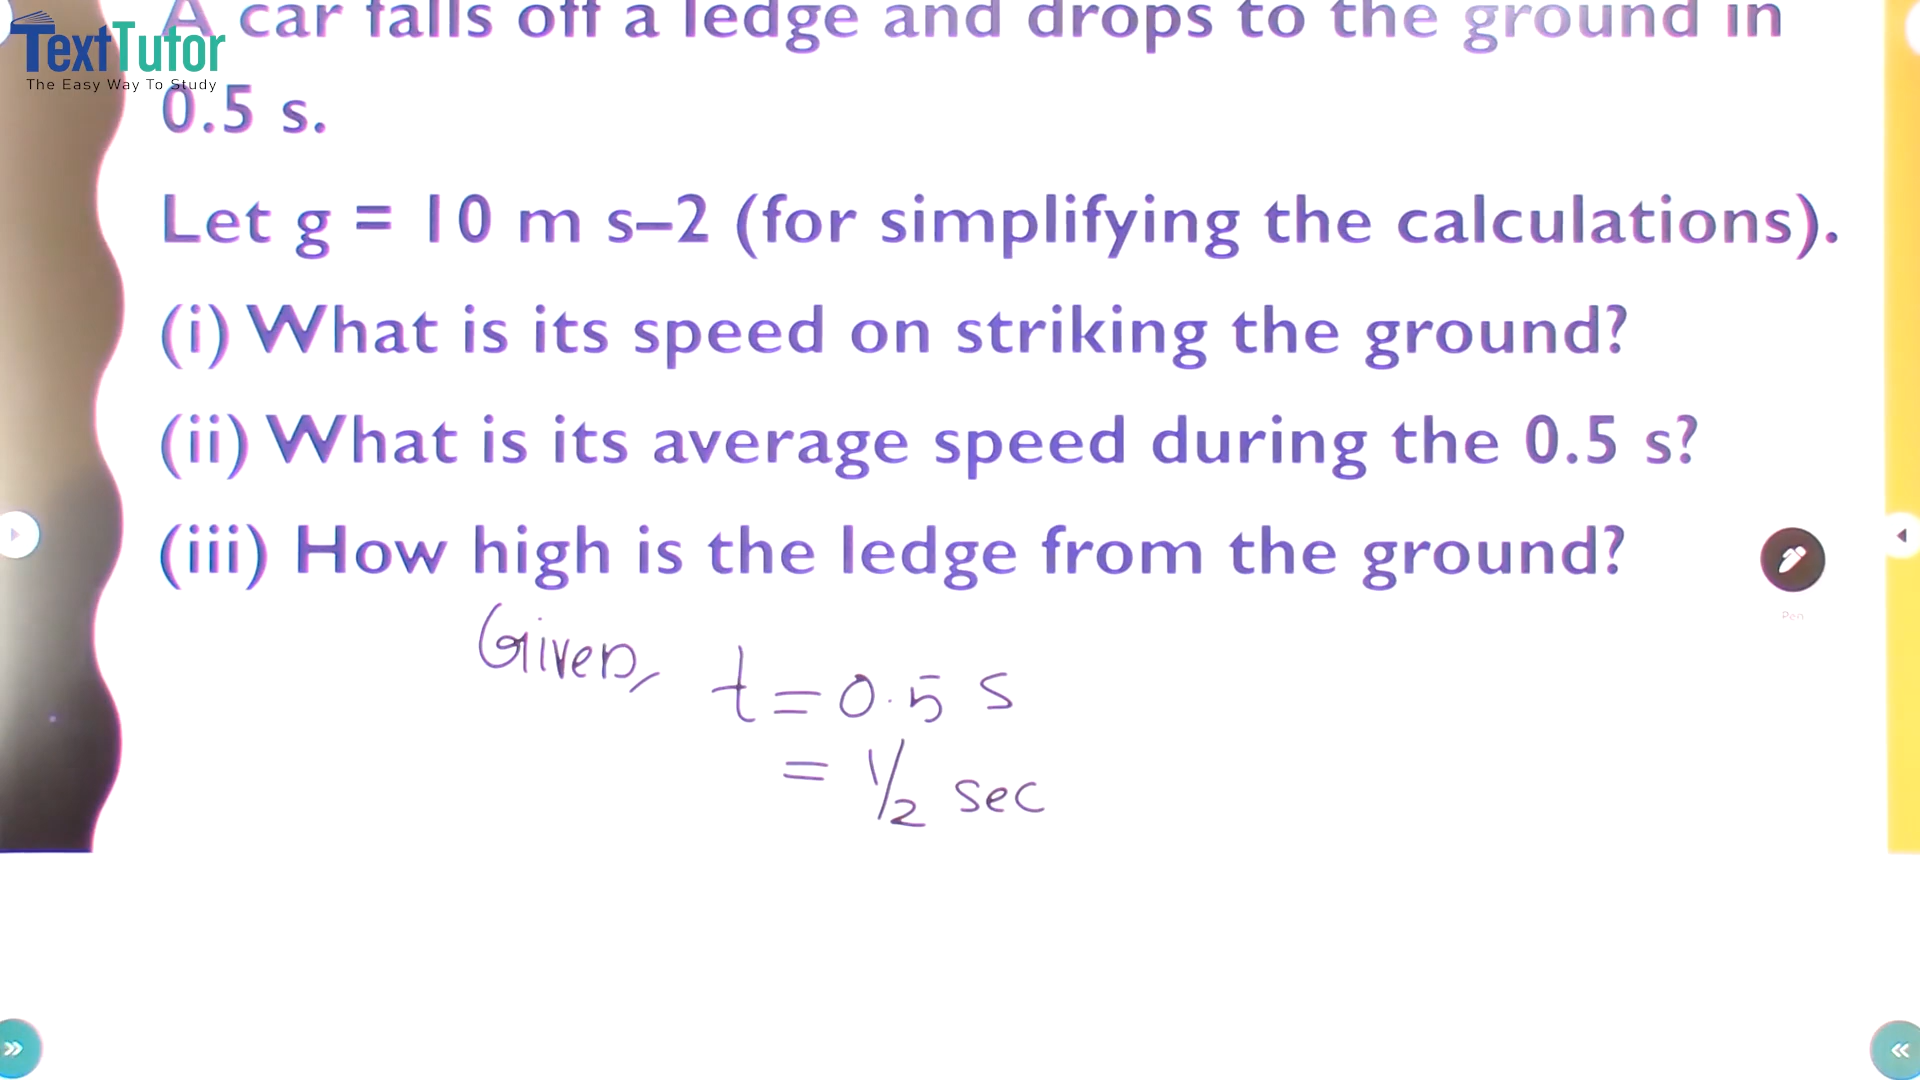 A car falls off a ledge and drops to the ground in
TextTutor
The Easy Way To Study
0.5 s.
Let g = 10 m s–2 (for simplifying the calculations).
(i) What is its speed on striking the ground?
(ii) What is its average speed during the 0.5 s?
(iii) How high is the ledge from the ground?
Pen
Given, t = 0.5 s
= 1/2 sec